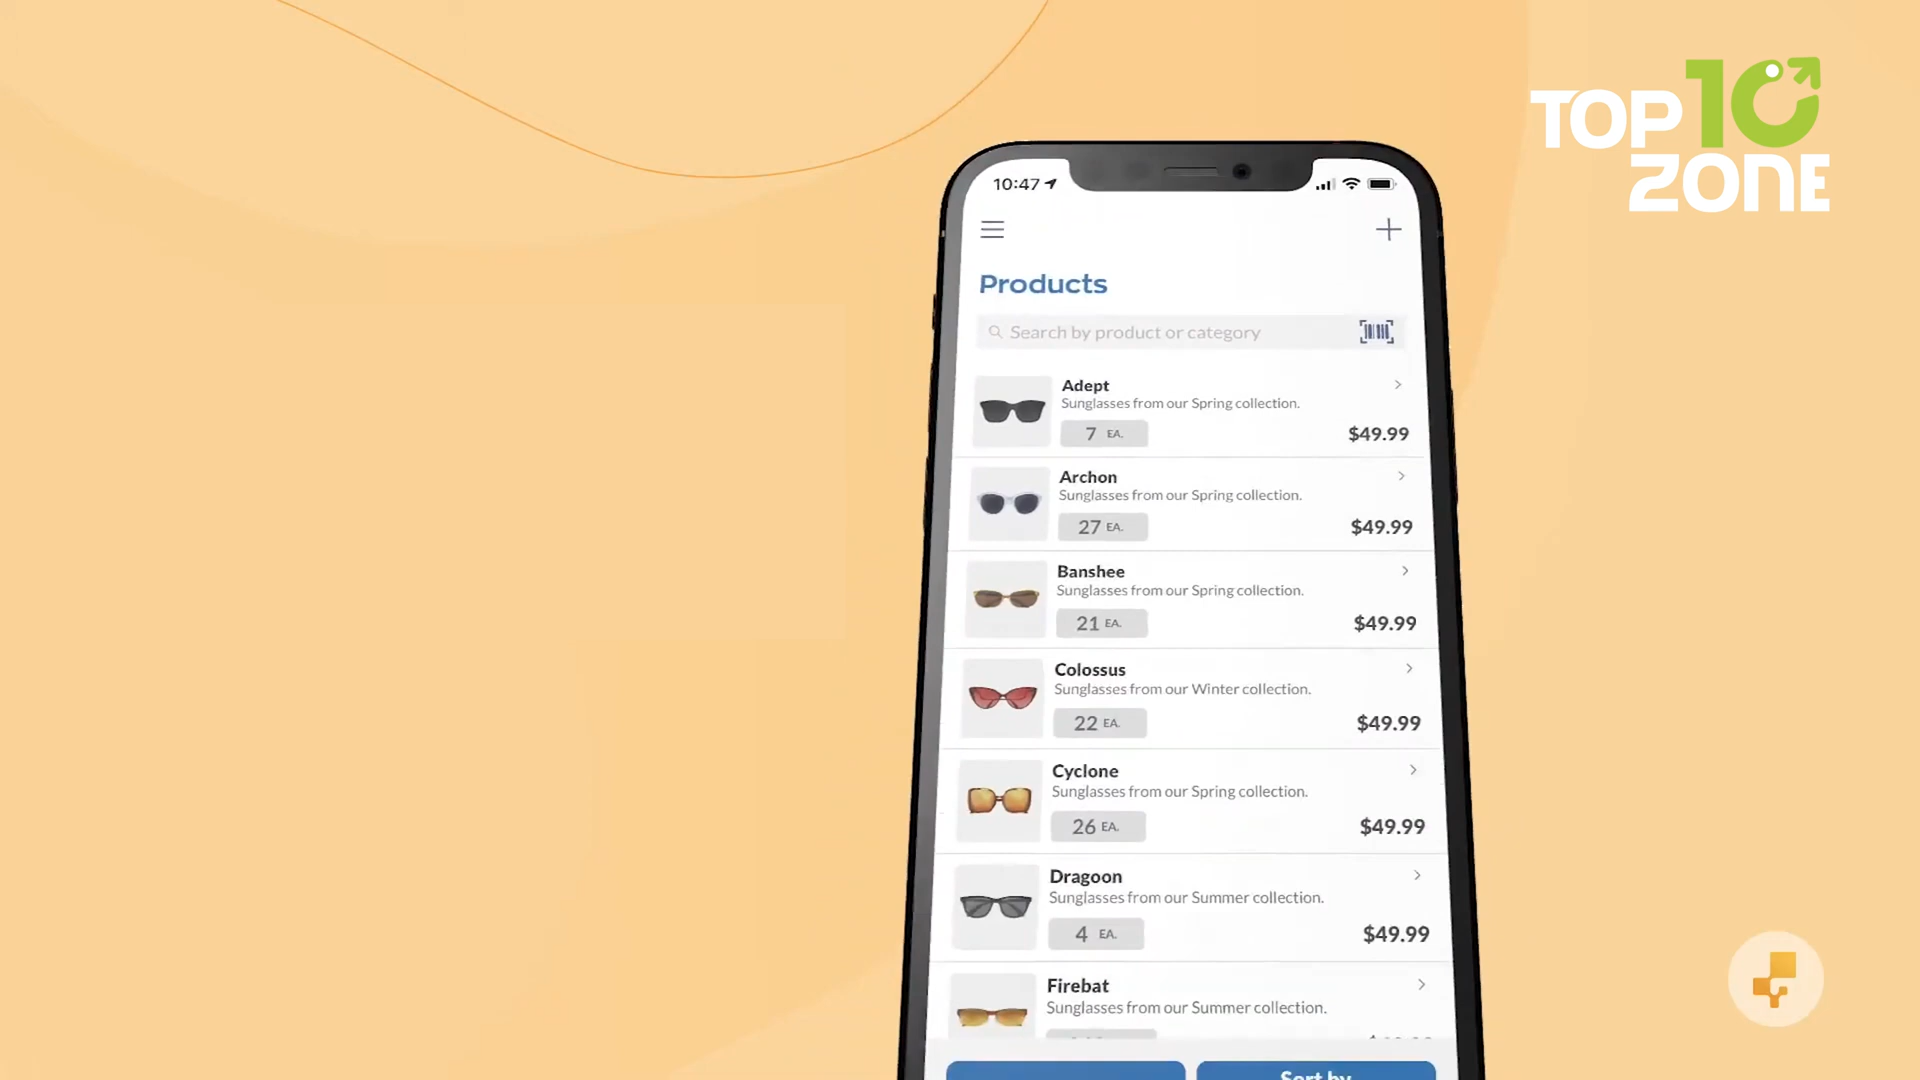 TOP 10
ZONE
10:47
Products
Search by product or category
Adept
Sunglasses from our Spring collection.
7 EA.
$49.99
Archon
Sunglasses from our Spring collection.
27 EA.
$49.99
Banshee
Sunglasses from our Spring collection.
21 EA.
$49.99
Colossus
Sunglasses from our Winter collection.
22 EA.
$49.99
Cyclone
Sunglasses from our Spring collection.
26 EA.
$49.99
Dragoon
Sunglasses from our Summer collection.
4 EA.
$49.99
Firebat
Sunglasses from our Summer collection.
Sort by